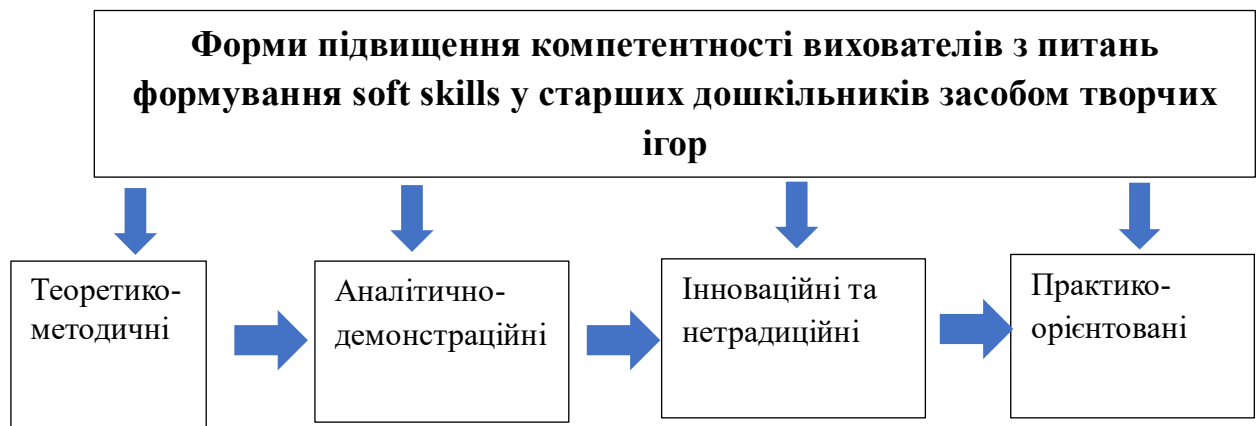 Форми підвищення компетентності вихователів з питань
формування soft skills у старших дошкільників засобом творчих
ігор
Теоретико-
методичні
Аналітично-
демонстраційні
Інноваційні та
нетрадиційні
Практико-
орієнтовані